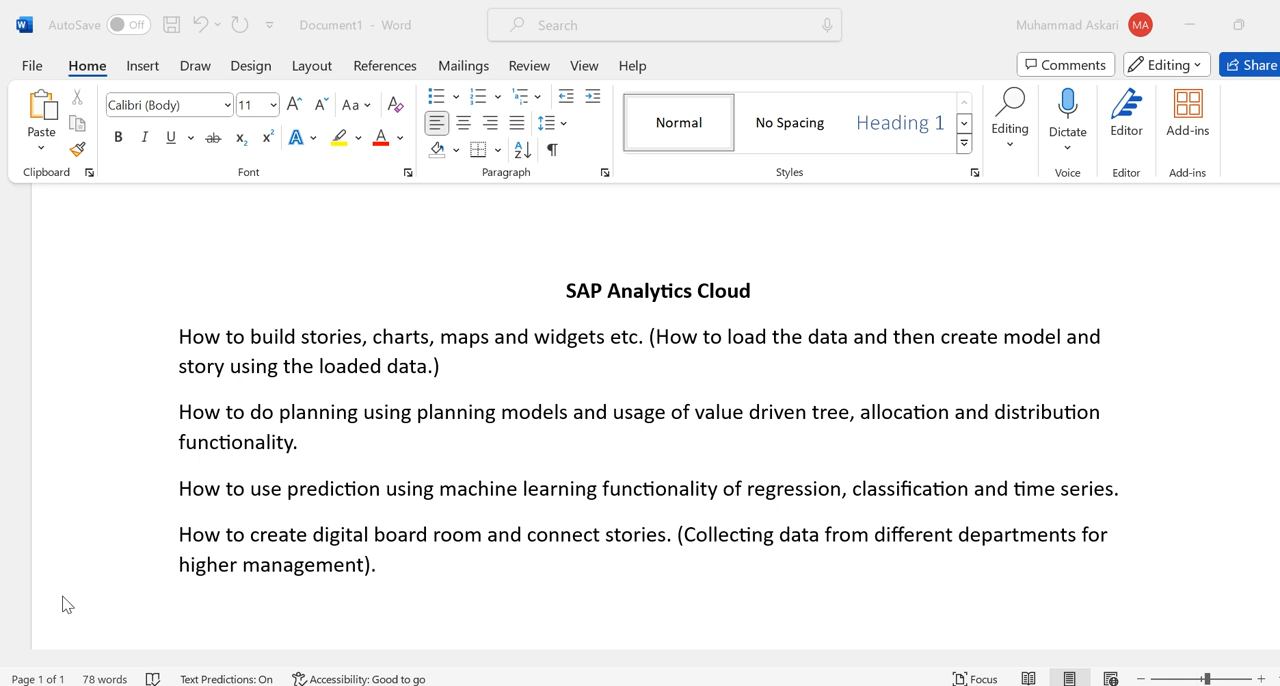 AutoSave Off Document1 - Word Search Muhammad Askari MA
File Home Insert Draw Design Layout References Mailings Review View Help Comments Editing Share
Paste Calibri (Body) 11 Aa Normal No Spacing Heading 1 Editing Dictate Editor Add-ins
Clipboard Font Paragraph Styles Voice Editor Add-ins
SAP Analytics Cloud
How to build stories, charts, maps and widgets etc. (How to load the data and then create model and
story using the loaded data.)
How to do planning using planning models and usage of value driven tree, allocation and distribution
functionality.
How to use prediction using machine learning functionality of regression, classification and time series.
How to create digital board room and connect stories. (Collecting data from different departments for
higher management).
Page 1 of 1 78 words Text Predictions: On Accessibility: Good to go Focus